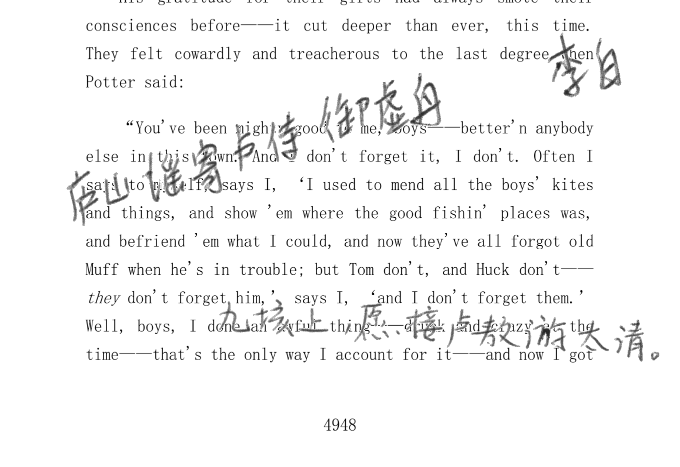 His gratitude for their gifts had always smote their
consciences before——it cut deeper than ever, this time.
They felt cowardly and treacherous to the last degree when
Potter said:
李白
庐山谣寄卢侍御虚舟
“You've been mighty good to me, boys——better'n anybody
else in this town. And I don't forget it, I don't. Often I
says to myself, says I, ‘I used to mend all the boys’ kites
and things, and show 'em where the good fishin’ places was,
and befriend 'em what I could, and now they've all forgot old
Muff when he's in trouble; but Tom don't, and Huck don't——
they don't forget him,’ says I, ‘and I don't forget them.’
九垓上 愿接卢敖游太清。
Well, boys, I done an awful thing——drunk and crazy at the
time——that's the only way I account for it——and now I got
4948